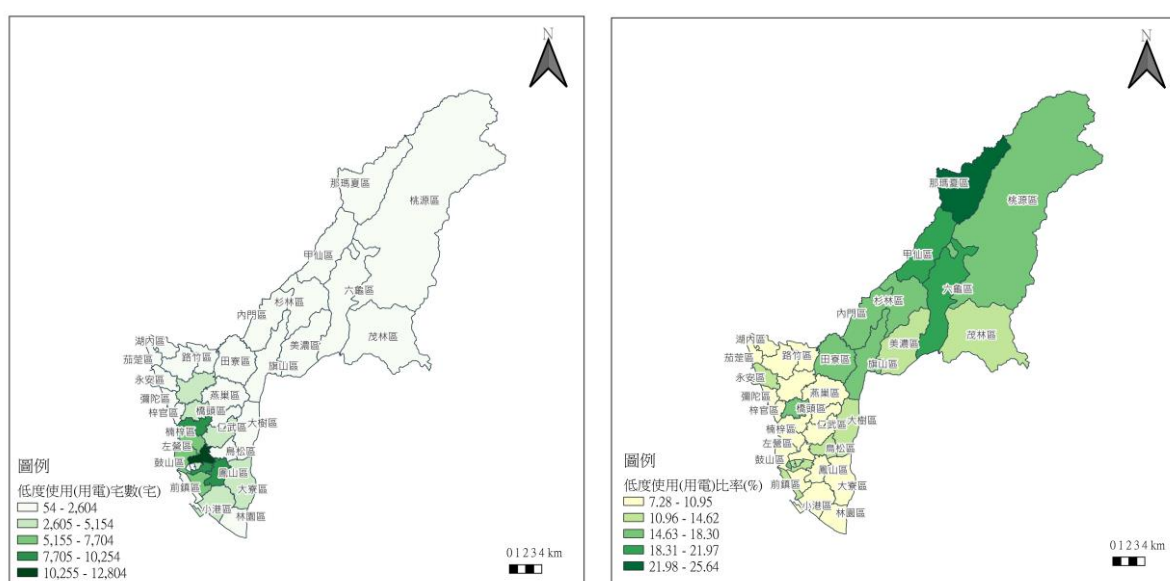 N
那瑪夏區
桃源區
甲仙區
六龜區
杉林區
內門區
茂林區
美濃區
湖內區
路竹區
田寮區
旗山區
茄萣區
永安區
燕巢區
彌陀區
梓官區
橋頭區
大樹區
楠梓區
仁武區
左營區
鳥松區
鼓山區
鳳山區
前鎮區
大寮區
小港區
林園區
圖例
低度使用(用電)宅數(宅)
54 - 2,604
2,605 - 5,154
5,155 - 7,704
7,705 - 10,254
10,255 - 12,804
0 1 2 3 4 km
N
那瑪夏區
桃源區
甲仙區
六龜區
杉林區
內門區
茂林區
美濃區
湖內區
路竹區
田寮區
旗山區
茄萣區
永安區
燕巢區
彌陀區
梓官區
橋頭區
大樹區
楠梓區
仁武區
左營區
鳥松區
鼓山區
鳳山區
前鎮區
大寮區
小港區
林園區
圖例
低度使用(用電)比率(%)
7.28 - 10.95
10.96 - 14.62
14.63 - 18.30
18.31 - 21.97
21.98 - 25.64
0 1 2 3 4 km